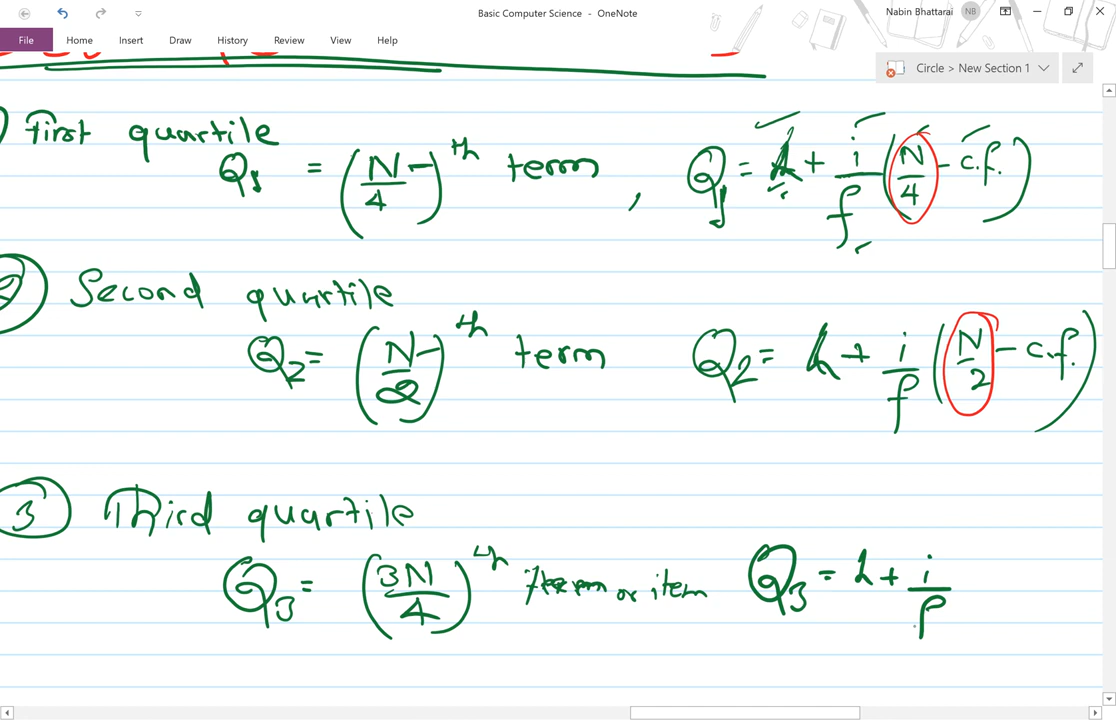 Basic Computer Science - OneNote
Nabin Bhattarai NB
File Home Insert Draw History Review View Help
Circle > New Section 1
First quartile
Q₁ = (N/4)ᵗʰ term , Q₁ = L + i/f (N/4 - c.f.)
2 Second quartile
Q₂ = (N/2)ᵗʰ term Q₂ = L + i/f (N/2 - c.f.)
3 Third quartile
Q₃ = (3N/4)ᵗʰ term or item Q₃ = L + i/f